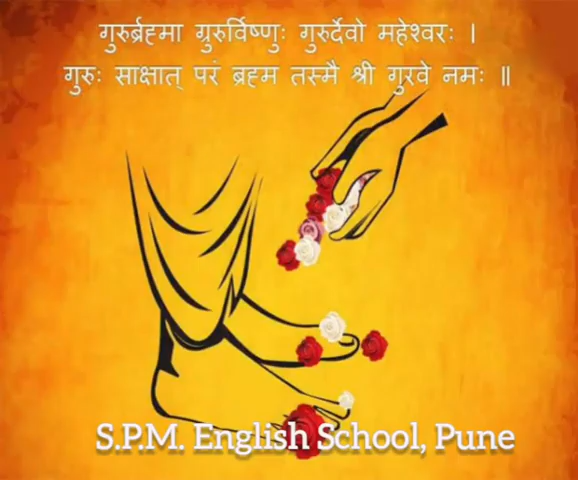 गुरुर्ब्रह्मा ग्रुरुर्विष्णुः गुरुर्देवो महेश्वरः ।
गुरुः साक्षात् परं ब्रह्म तस्मै श्री गुरवे नमः ॥
S.P.M. English School, Pune